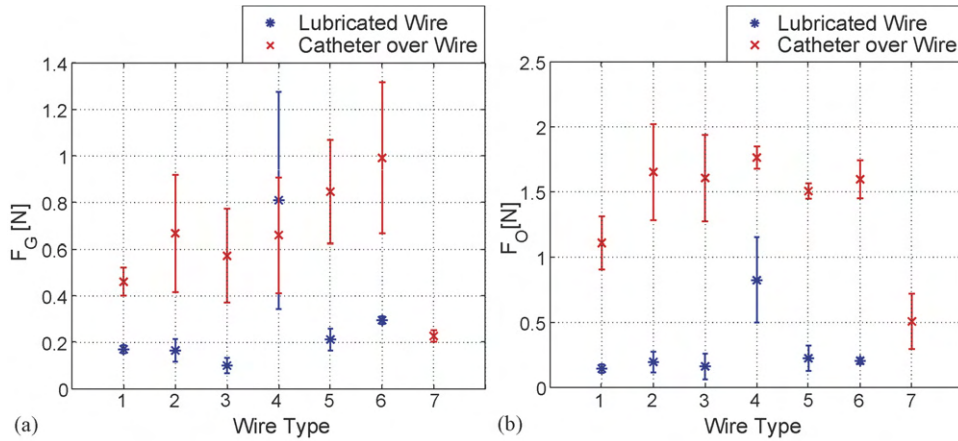 Lubricated Wire
Catheter over Wire
1.4
1.2
1
0.8
0.6
0.4
0.2
0
F_G [N]
1 2 3 4 5 6 7
Wire Type
(a)
Lubricated Wire
Catheter over Wire
2.5
2
1.5
1
0.5
0
F_O[N]
1 2 3 4 5 6 7
Wire Type
(b)